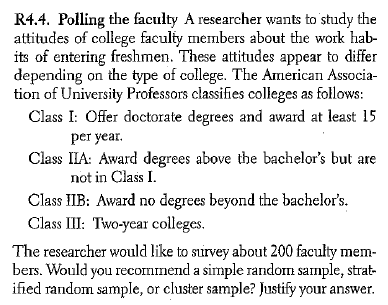 R4.4. Polling the faculty A researcher wants to study the
attitudes of college faculty members about the work hab-
its of entering freshmen. These attitudes appear to differ
depending on the type of college. The American Associa-
tion of University Professors classifies colleges as follows:
Class I: Offer doctorate degrees and award at least 15
per year.
Class IIA: Award degrees above the bachelor's but are
not in Class I.
Class IIB: Award no degrees beyond the bachelor's.
Class III: Two-year colleges.
The researcher would like to survey about 200 faculty mem-
bers. Would you recommend a simple random sample, strat-
ified random sample, or cluster sample? Justify your answer.